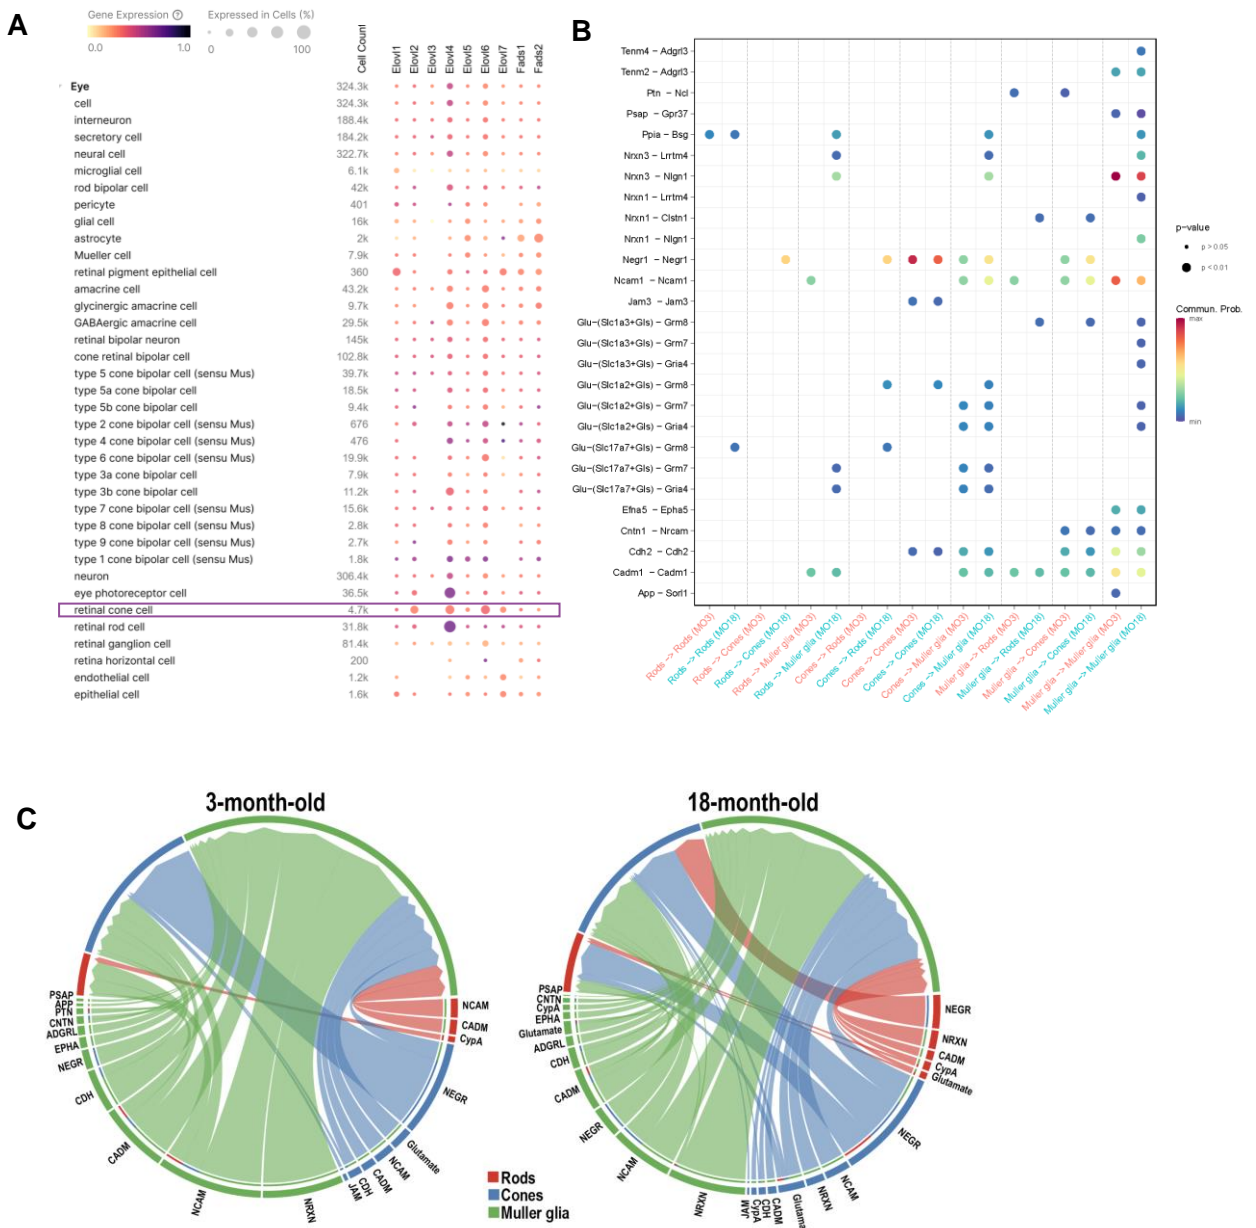 A
Gene Expression ?
0.0 1.0
Expressed in Cells (%)
0 100
Cell Count
Elovl1
Elovl2
Elovl3
Elovl4
Elovl5
Elovl6
Elovl7
Fads1
Fads2
Eye 324.3k
cell 324.3k
interneuron 188.4k
secretory cell 184.2k
neural cell 322.7k
microglial cell 6.1k
rod bipolar cell 42k
pericyte 401
glial cell 16k
astrocyte 2k
Mueller cell 7.9k
retinal pigment epithelial cell 360
amacrine cell 43.2k
glycinergic amacrine cell 9.7k
GABAergic amacrine cell 29.5k
retinal bipolar neuron 145k
cone retinal bipolar cell 102.8k
type 5 cone bipolar cell (sensu Mus) 39.7k
type 5a cone bipolar cell 18.5k
type 5b cone bipolar cell 9.4k
type 2 cone bipolar cell (sensu Mus) 676
type 4 cone bipolar cell (sensu Mus) 476
type 6 cone bipolar cell (sensu Mus) 19.9k
type 3a cone bipolar cell 7.9k
type 3b cone bipolar cell 11.2k
type 7 cone bipolar cell (sensu Mus) 15.6k
type 8 cone bipolar cell (sensu Mus) 2.8k
type 9 cone bipolar cell (sensu Mus) 2.7k
type 1 cone bipolar cell (sensu Mus) 1.8k
neuron 306.4k
eye photoreceptor cell 36.5k
retinal cone cell 4.7k
retinal rod cell 31.8k
retinal ganglion cell 81.4k
retina horizontal cell 200
endothelial cell 1.2k
epithelial cell 1.6k
B
Tenm4 − Adgrl3
Tenm2 − Adgrl3
Ptn − Ncl
Psap − Gpr37
Ppia − Bsg
Nrxn3 − Lrrtm4
Nrxn3 − Nlgn1
Nrxn1 − Lrrtm4
Nrxn1 − Clstn1
Nrxn1 − Nlgn1
Negr1 − Negr1
Ncam1 − Ncam1
Jam3 − Jam3
Glu−(Slc1a3+Gls) − Grm8
Glu−(Slc1a3+Gls) − Grm7
Glu−(Slc1a3+Gls) − Gria4
Glu−(Slc1a2+Gls) − Grm8
Glu−(Slc1a2+Gls) − Grm7
Glu−(Slc1a2+Gls) − Gria4
Glu−(Slc17a7+Gls) − Grm8
Glu−(Slc17a7+Gls) − Grm7
Glu−(Slc17a7+Gls) − Gria4
Efna5 − Epha5
Cntn1 − Nrcam
Cdh2 − Cdh2
Cadm1 − Cadm1
App − Sorl1
Rods −> Rods (MO3)
Rods −> Rods (MO18)
Rods −> Cones (MO3)
Rods −> Cones (MO18)
Rods −> Muller glia (MO3)
Rods −> Muller glia (MO18)
Cones −> Rods (MO3)
Cones −> Rods (MO18)
Cones −> Cones (MO3)
Cones −> Cones (MO18)
Cones −> Muller glia (MO3)
Cones −> Muller glia (MO18)
Muller glia −> Rods (MO3)
Muller glia −> Rods (MO18)
Muller glia −> Cones (MO3)
Muller glia −> Cones (MO18)
Muller glia −> Muller glia (MO3)
Muller glia −> Muller glia (MO18)
p−value
p > 0.05
p < 0.01
Commun. Prob.
max
min
C
3-month-old
PSAP
APP
PTN
CNTN
ADGRL
EPHA
NEGR
CDH
CADM
NCAM
NRXN
JAM
CDH
CADM
NCAM
Glutamate
NEGR
CypA
CADM
NCAM
Rods
Cones
Muller glia
18-month-old
PSAP
CNTN
CypA
EPHA
Glutamate
ADGRL
CDH
CADM
NEGR
NCAM
NRXN
JAM
CypA
CDH
CADM
Glutama
NRXN
NCAM
NEGR
Glutamate
CypA
CADM
NRXN
NEGR